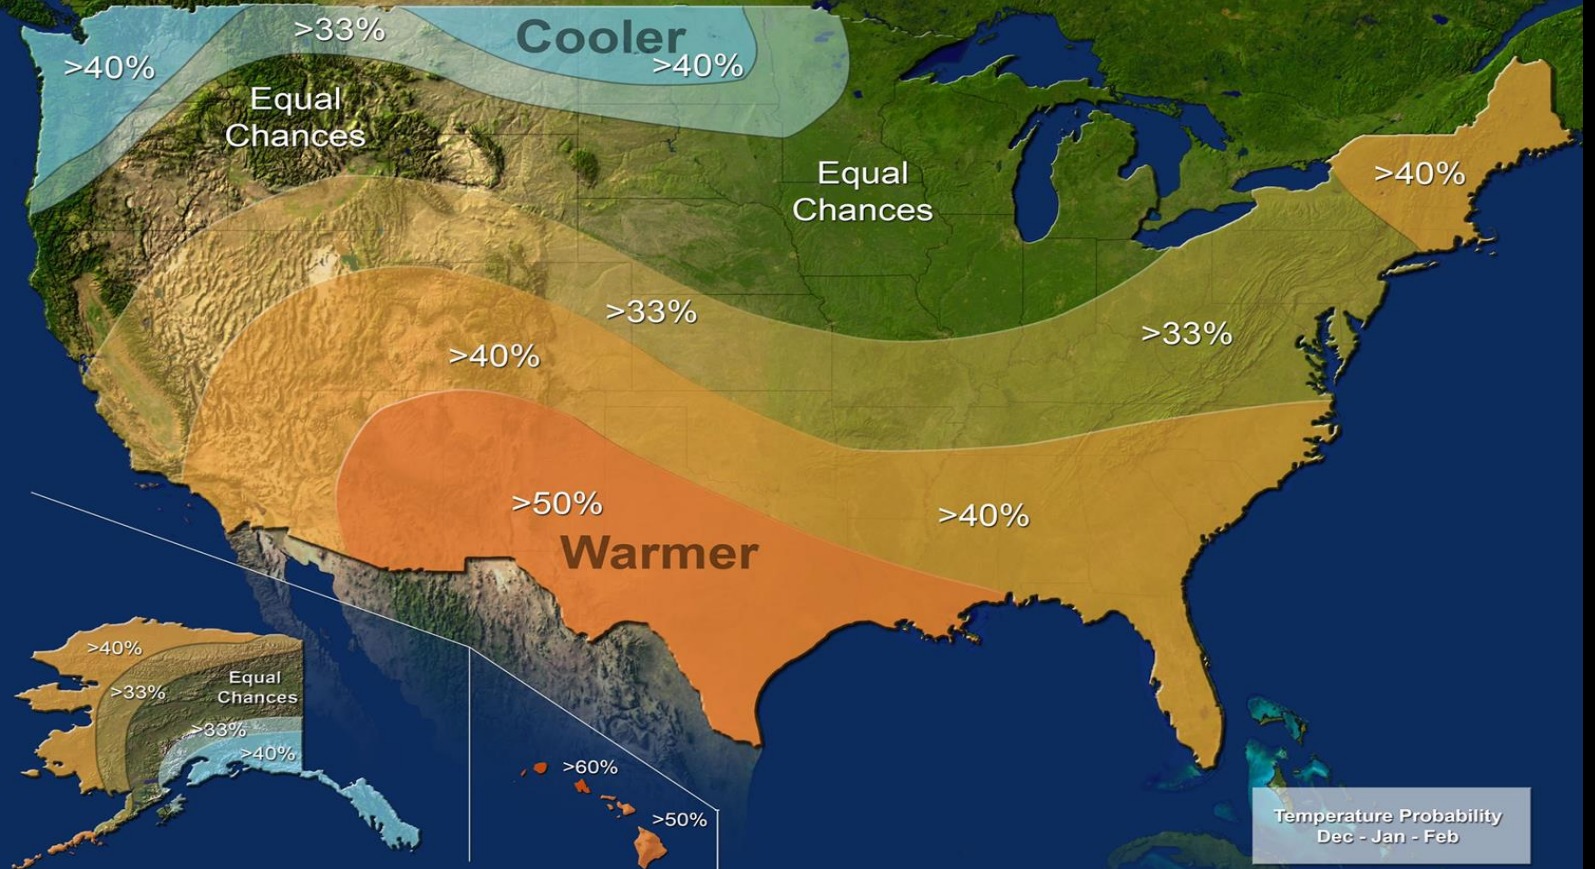 >33%
Cooler
>40%
>40%
Equal
Chances
Equal
Chances
>40%
>33%
>33%
>40%
>50%
>40%
Warmer
>40%
>33%
Equal
Chances
>33%
>40%
>60%
>50%
Temperature Probability
Dec - Jan - Feb